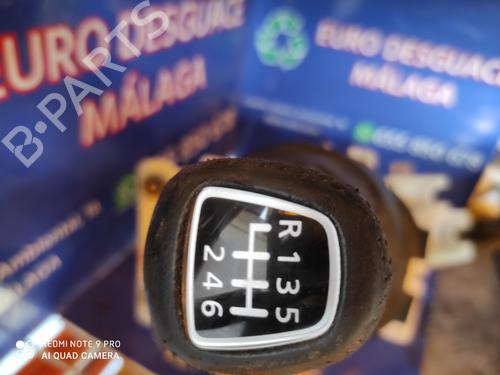 EURO DESGUACE
MÁLAGA
EURO DESGUACE
MÁLAGA
B-PARTS
R 1 3 5
2 4 6
REDMI NOTE 9 PRO
AI QUAD CAMERA